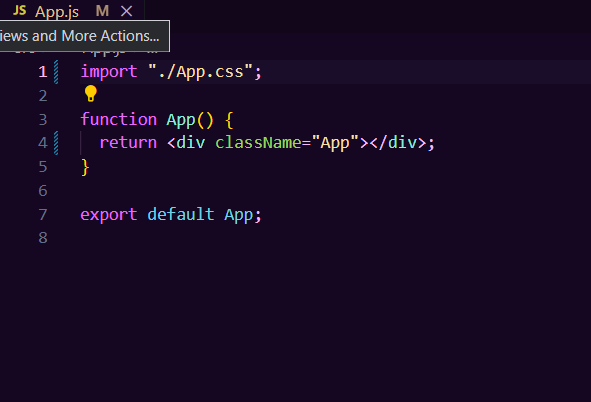 JS App.js M
iews and More Actions...
1 import "./App.css";
2
3 function App() {
4 return <div className="App"></div>;
5 }
6
7 export default App;
8